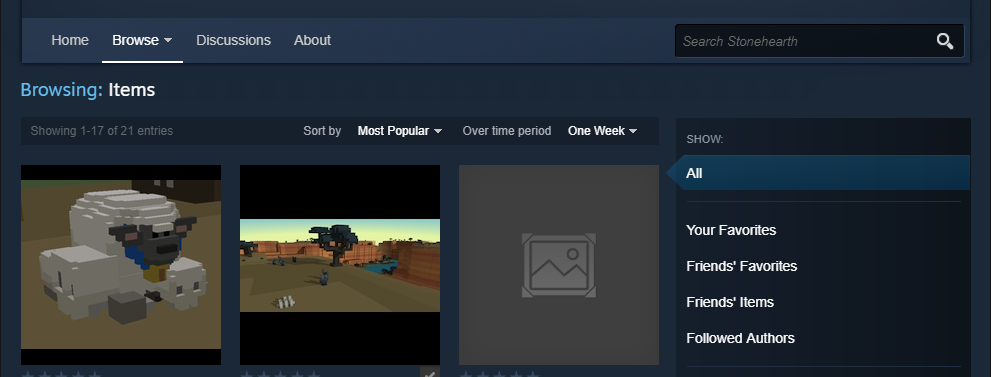 Home Browse Discussions About Search Stonehearth
Browsing: Items
Showing 1-17 of 21 entries Sort by Most Popular Over time period One Week
SHOW:
All
Your Favorites
Friends' Favorites
Friends' Items
Followed Authors